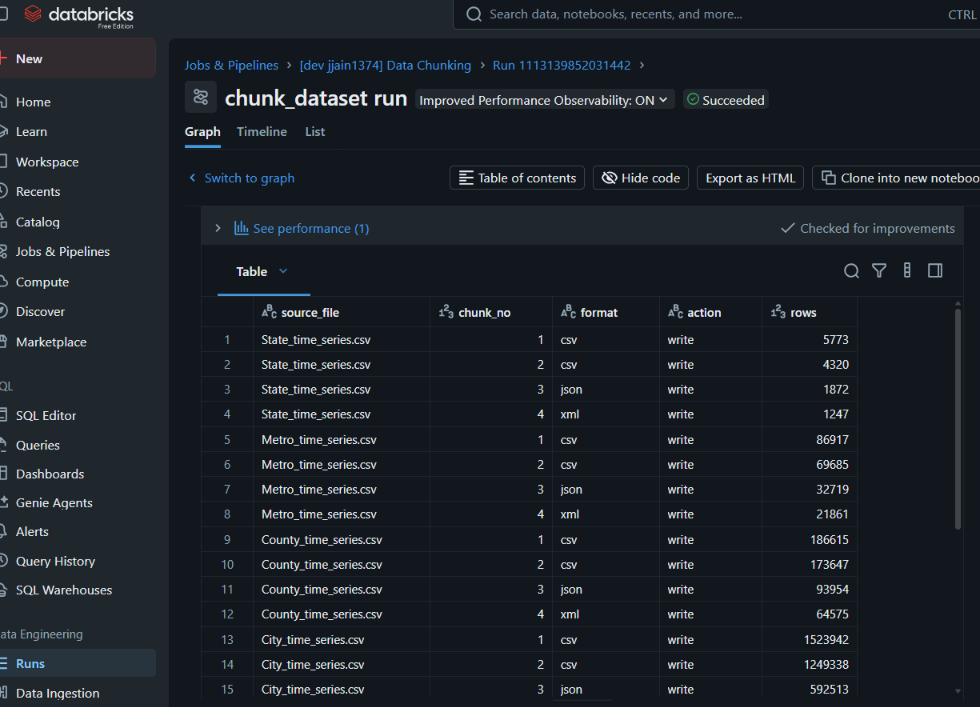 databricks
Free Edition
Search data, notebooks, recents, and more...
CTRL
New
Home
Learn
Workspace
Recents
Catalog
Jobs & Pipelines
Compute
Discover
Marketplace
QL
SQL Editor
Queries
Dashboards
Genie Agents
Alerts
Query History
SQL Warehouses
ata Engineering
Runs
Data Ingestion
Jobs & Pipelines › [dev jjain1374] Data Chunking › Run 1113139852031442 ›
chunk_dataset run Improved Performance Observability: ON Succeeded
Graph Timeline List
Switch to graph Table of contents Hide code Export as HTML Clone into new noteboo
See performance (1) Checked for improvements
Table
source_file chunk_no format action rows
1 State_time_series.csv 1 csv write 5773
2 State_time_series.csv 2 csv write 4320
3 State_time_series.csv 3 json write 1872
4 State_time_series.csv 4 xml write 1247
5 Metro_time_series.csv 1 csv write 86917
6 Metro_time_series.csv 2 csv write 69685
7 Metro_time_series.csv 3 json write 32719
8 Metro_time_series.csv 4 xml write 21861
9 County_time_series.csv 1 csv write 186615
10 County_time_series.csv 2 csv write 173647
11 County_time_series.csv 3 json write 93954
12 County_time_series.csv 4 xml write 64575
13 City_time_series.csv 1 csv write 1523942
14 City_time_series.csv 2 csv write 1249338
15 City_time_series.csv 3 json write 592513